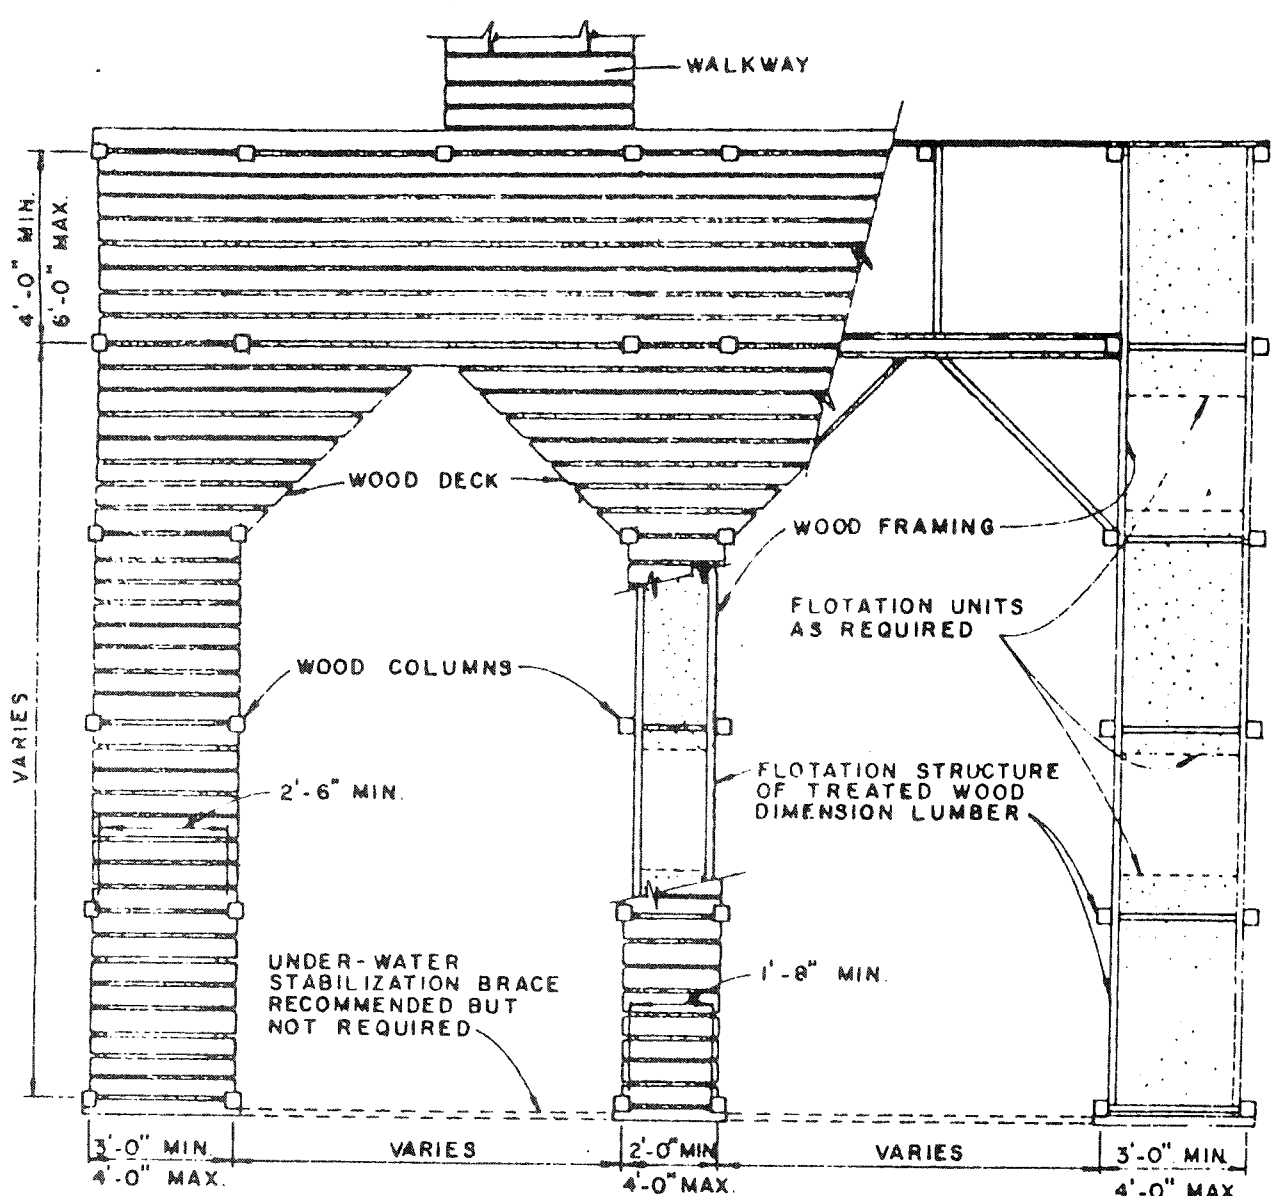 WALKWAY
4'-0" MIN.
6'-0" MAX.
WOOD DECK
WOOD FRAMING
FLOTATION UNITS
AS REQUIRED
WOOD COLUMNS
VARIES
2'-6" MIN.
FLOTATION STRUCTURE
OF TREATED WOOD
DIMENSION LUMBER
UNDER-WATER
STABILIZATION BRACE
RECOMMENDED BUT
NOT REQUIRED
1'-8" MIN.
3'-0" MIN.
4'-0" MAX.
VARIES
2'-0" MIN
4'-0" MAX.
VARIES
3'-0" MIN.
4'-0" MAX